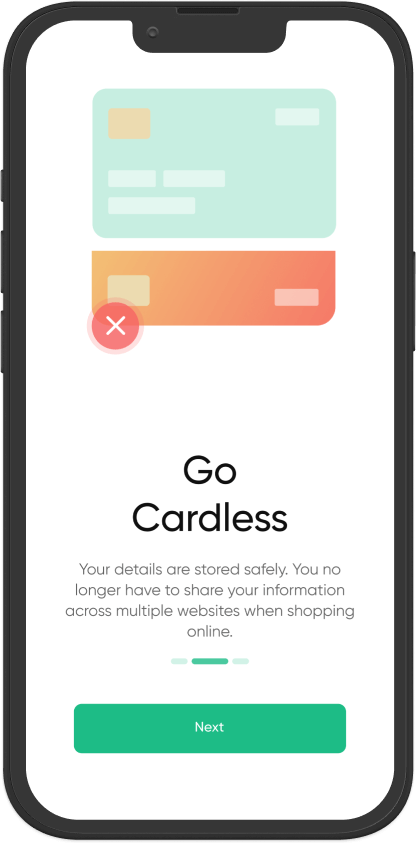 Go
Cardless
Your details are stored safely. You no
longer have to share your information
across multiple websites when shopping
online.
Next